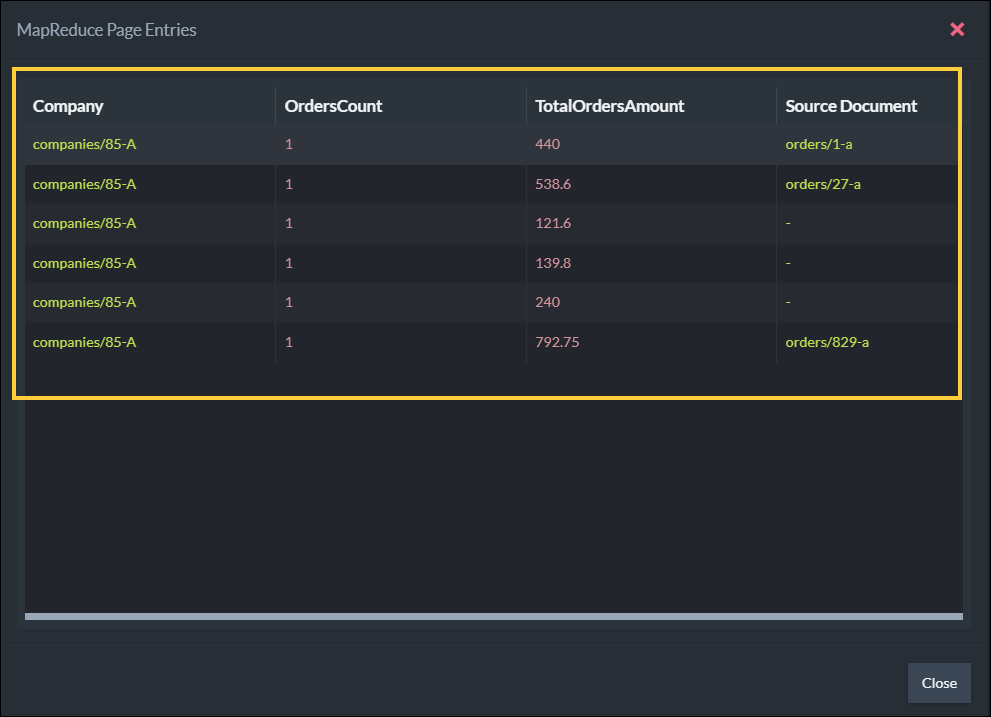 MapReduce Page Entries
Company OrdersCount TotalOrdersAmount Source Document
companies/85-A 1 440 orders/1-a
companies/85-A 1 538.6 orders/27-a
companies/85-A 1 121.6 -
companies/85-A 1 139.8 -
companies/85-A 1 240 -
companies/85-A 1 792.75 orders/829-a
Close